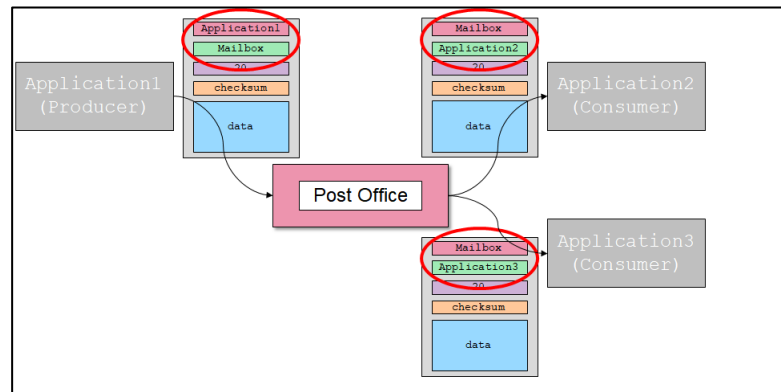 Application1
Mailbox
20
checksum
data
Mailbox
Application2
20
checksum
data
Application1
(Producer)
Application2
(Consumer)
Post Office
Mailbox
Application3
20
checksum
data
Application3
(Consumer)